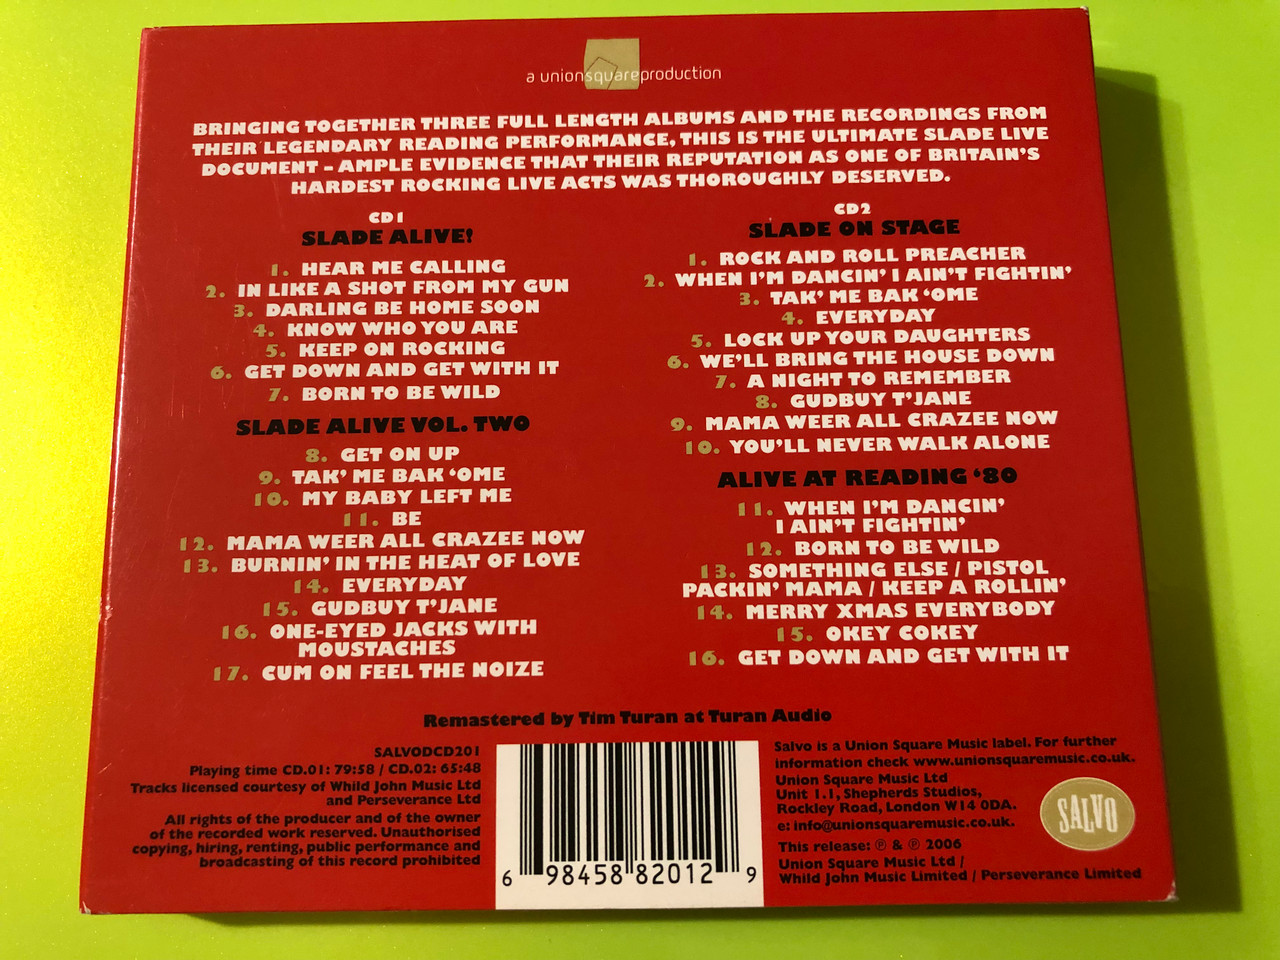 a unionsquareproduction
BRINGING TOGETHER THREE FULL LENGTH ALBUMS AND THE RECORDINGS FROM
THEIR LEGENDARY READING PERFORMANCE, THIS IS THE ULTIMATE SLADE LIVE
DOCUMENT - AMPLE EVIDENCE THAT THEIR REPUTATION AS ONE OF BRITAIN'S
HARDEST ROCKING LIVE ACTS WAS THOROUGHLY DESERVED.
CD1
SLADE ALIVE!
1. HEAR ME CALLING
2. IN LIKE A SHOT FROM MY GUN
3. DARLING BE HOME SOON
4. KNOW WHO YOU ARE
5. KEEP ON ROCKING
6. GET DOWN AND GET WITH IT
7. BORN TO BE WILD
SLADE ALIVE VOL. TWO
8. GET ON UP
9. TAK' ME BAK 'OME
10. MY BABY LEFT ME
11. BE
12. MAMA WEER ALL CRAZEE NOW
13. BURNIN' IN THE HEAT OF LOVE
14. EVERYDAY
15. GUDBUY T'JANE
16. ONE-EYED JACKS WITH
MOUSTACHES
17. CUM ON FEEL THE NOIZE
CD2
SLADE ON STAGE
1. ROCK AND ROLL PREACHER
2. WHEN I'M DANCIN' I AIN'T FIGHTIN'
3. TAK' ME BAK 'OME
4. EVERYDAY
5. LOCK UP YOUR DAUGHTERS
6. WE'LL BRING THE HOUSE DOWN
7. A NIGHT TO REMEMBER
8. GUDBUY T'JANE
9. MAMA WEER ALL CRAZEE NOW
10. YOU'LL NEVER WALK ALONE
ALIVE AT READING '80
11. WHEN I'M DANCIN'
I AIN'T FIGHTIN'
12. BORN TO BE WILD
13. SOMETHING ELSE / PISTOL
PACKIN' MAMA / KEEP A ROLLIN'
14. MERRY XMAS EVERYBODY
15. OKEY COKEY
16. GET DOWN AND GET WITH IT
Remastered by Tim Turan at Turan Audio
SALVODCD201
Playing time CD.01: 79:58 / CD.02: 65:48
Tracks licensed courtesy of Whild John Music Ltd
and Perseverance Ltd
All rights of the producer and of the owner
of the recorded work reserved. Unauthorised
copying, hiring, renting, public performance and
broadcasting of this record prohibited
6 98458 82012 9
Salvo is a Union Square Music label. For further
information check www.unionsquaremusic.co.uk.
Union Square Music Ltd
Unit 1.1, Shepherds Studios,
Rockley Road, London W14 0DA.
e: info@unionsquaremusic.co.uk.
This release: ℗ & ℗ 2006
Union Square Music Ltd /
Whild John Music Limited / Perseverance Limited
SALVO